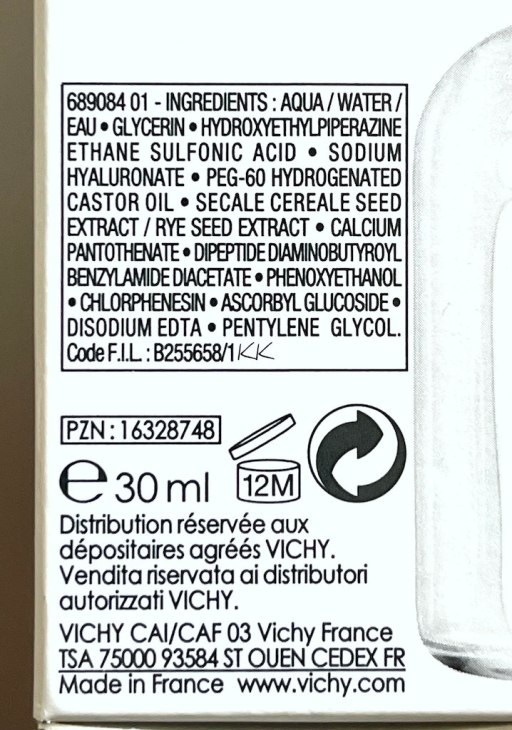 689084 01 - INGREDIENTS : AQUA / WATER /
EAU • GLYCERIN • HYDROXYETHYLPIPERAZINE
ETHANE SULFONIC ACID • SODIUM
HYALURONATE • PEG-60 HYDROGENATED
CASTOR OIL • SECALE CEREALE SEED
EXTRACT / RYE SEED EXTRACT • CALCIUM
PANTOTHENATE • DIPEPTIDE DIAMINOBUTYROYL
BENZYLAMIDE DIACETATE • PHENOXYETHANOL
• CHLORPHENESIN • ASCORBYL GLUCOSIDE •
DISODIUM EDTA • PENTYLENE GLYCOL.
Code F.I.L. : B255658/1 KK
PZN : 16328748
e 30 ml 12M
Distribution réservée aux
dépositaires agréés VICHY.
Vendita riservata ai distributori
autorizzati VICHY.
VICHY CAI/CAF 03 Vichy France
TSA 75000 93584 ST OUEN CEDEX FR
Made in France www.vichy.com